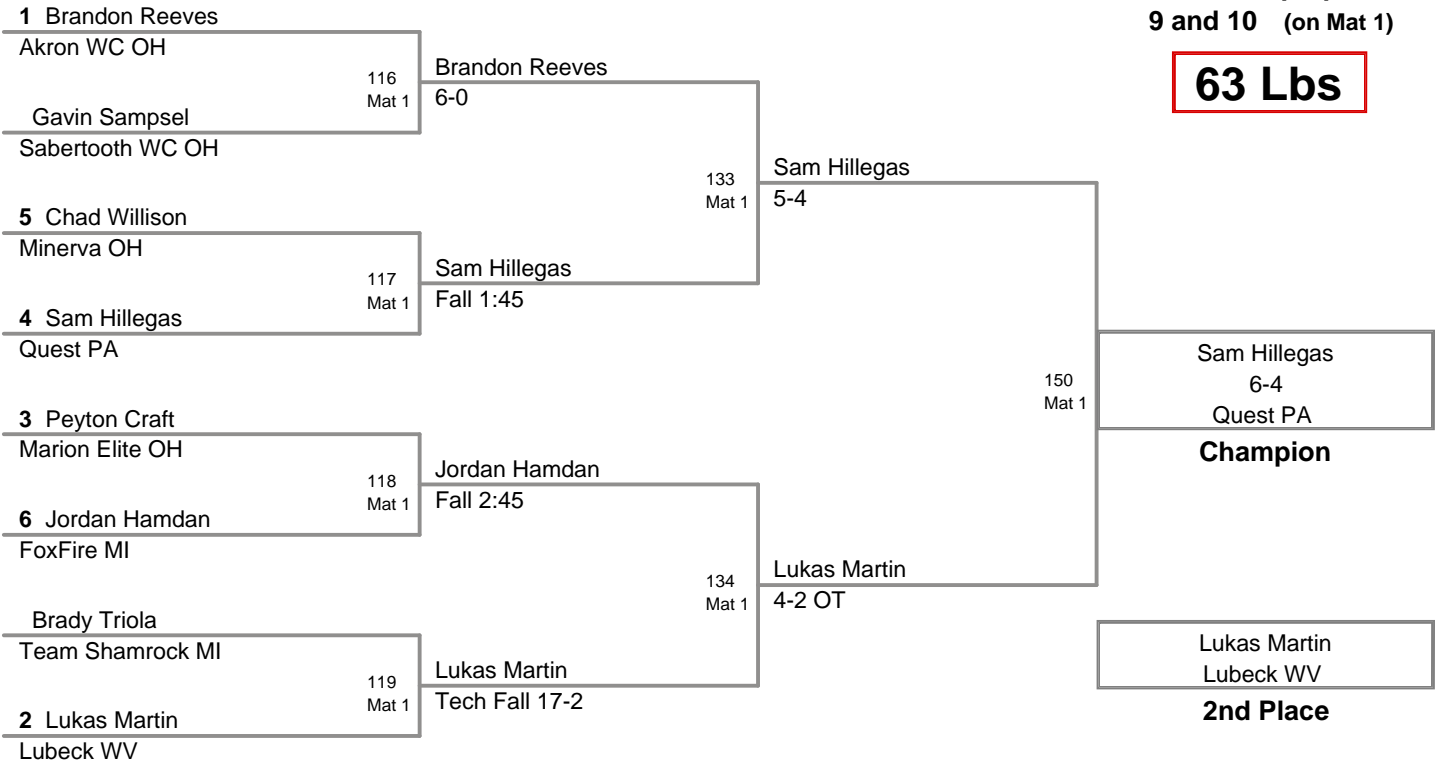 1 Brandon Reeves
Akron WC OH
116
Mat 1
Gavin Sampsel
Sabertooth WC OH
Brandon Reeves
6-0
5 Chad Willison
Minerva OH
117
Mat 1
4 Sam Hillegas
Quest PA
Sam Hillegas
Fall 1:45
133
Mat 1
Sam Hillegas
5-4
3 Peyton Craft
Marion Elite OH
118
Mat 1
6 Jordan Hamdan
FoxFire MI
Jordan Hamdan
Fall 2:45
Brady Triola
Team Shamrock MI
119
Mat 1
2 Lukas Martin
Lubeck WV
Lukas Martin
Tech Fall 17-2
134
Mat 1
Lukas Martin
4-2 OT
150
Mat 1
9 and 10 (on Mat 1)
63 Lbs
Sam Hillegas
6-4
Quest PA
Champion
Lukas Martin
Lubeck WV
2nd Place